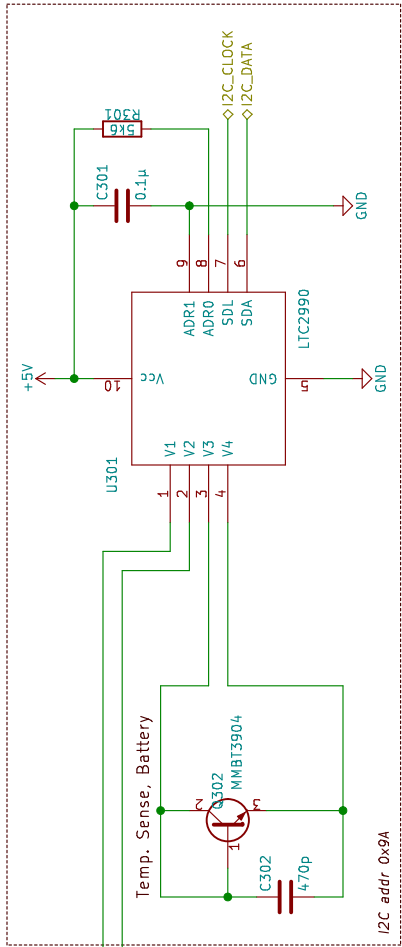 I2C_CLOCK
I2C_DATA
R301
5k6
C301
0.1µ
GND
9
8
7
6
ADR1
ADR0
SDL
SDA
LTC2990
+5V
10
Vcc
GND
5
GND
U301
V1
V2
V3
V4
1
2
3
4
Temp. Sense, Battery
Q302
MMBT3904
2
3
1
C302
470p
I2C addr 0x9A